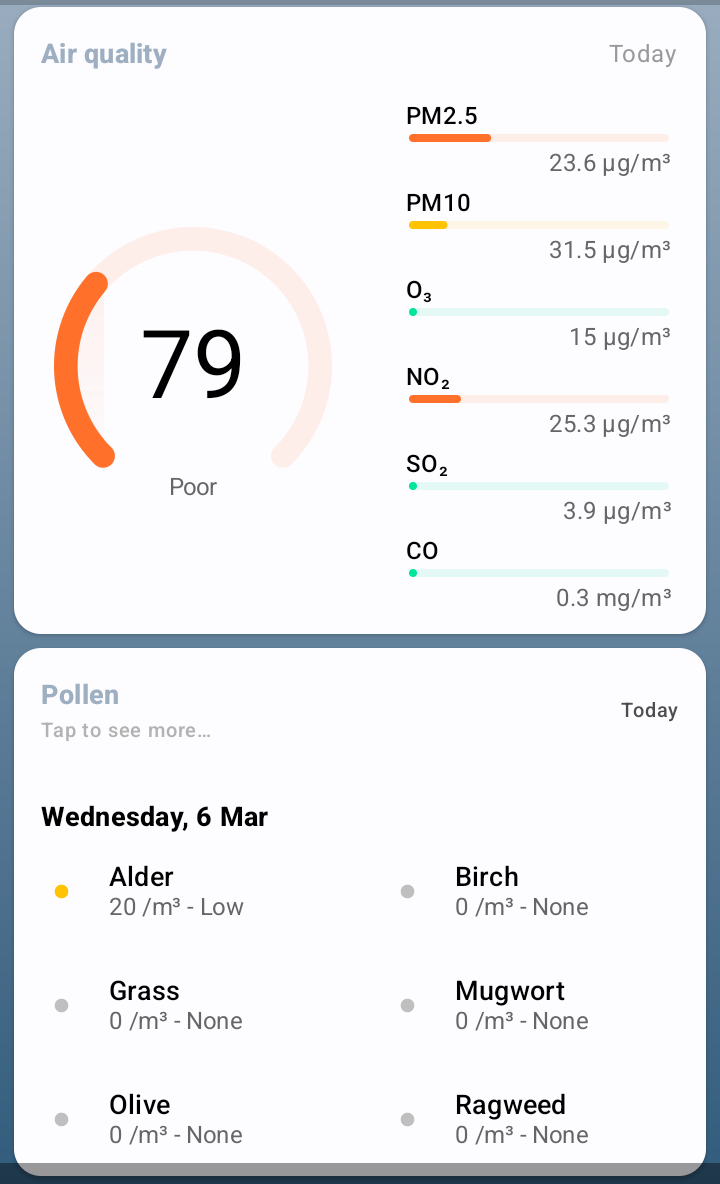 Air quality
Today
79
Poor
PM2.5
23.6 µg/m³
PM10
31.5 µg/m³
O₃
15 µg/m³
NO₂
25.3 µg/m³
SO₂
3.9 µg/m³
CO
0.3 mg/m³
Pollen
Tap to see more...
Today
Wednesday, 6 Mar
Alder
20 /m³ - Low
Birch
0 /m³ - None
Grass
0 /m³ - None
Mugwort
0 /m³ - None
Olive
0 /m³ - None
Ragweed
0 /m³ - None